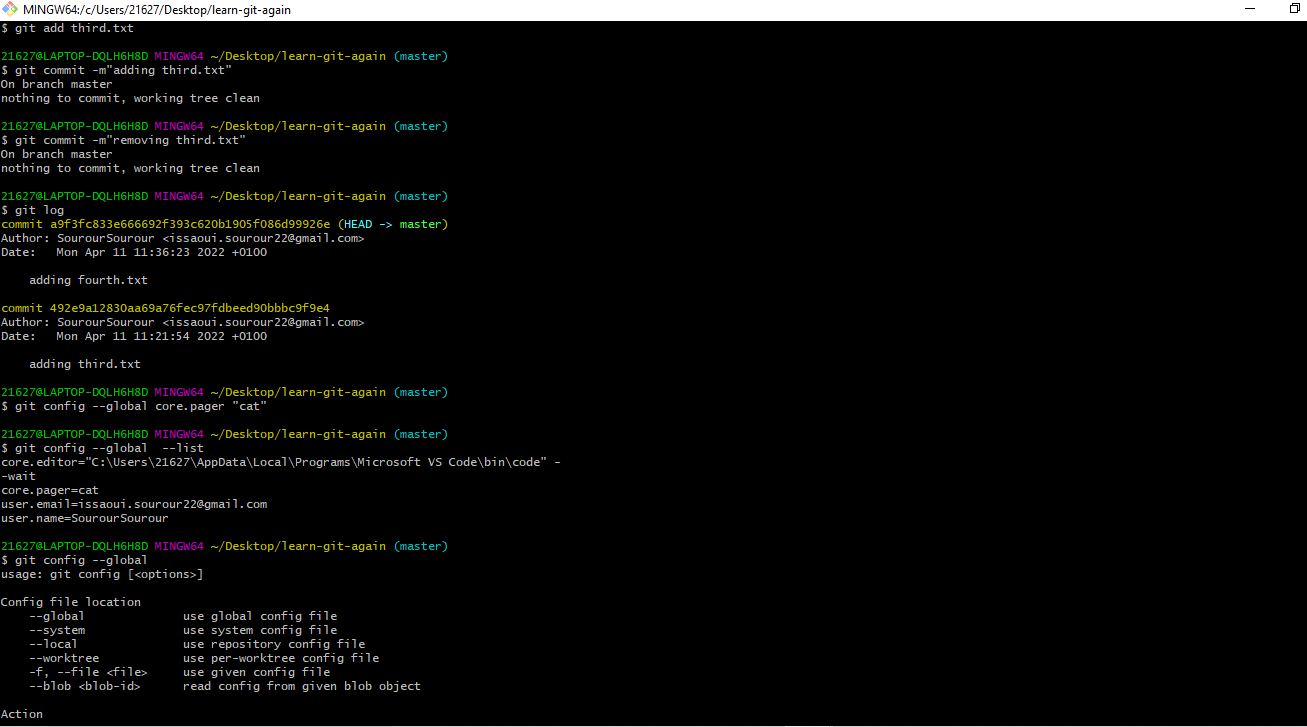 MINGW64:/c/Users/21627/Desktop/learn-git-again
$ git add third.txt
21627@LAPTOP-DQLH6H8D MINGW64 ~/Desktop/learn-git-again (master)
$ git commit -m"adding third.txt"
On branch master
nothing to commit, working tree clean
21627@LAPTOP-DQLH6H8D MINGW64 ~/Desktop/learn-git-again (master)
$ git commit -m"removing third.txt"
On branch master
nothing to commit, working tree clean
21627@LAPTOP-DQLH6H8D MINGW64 ~/Desktop/learn-git-again (master)
$ git log
commit a9f3fc833e666692f393c620b1905f086d99926e (HEAD -> master)
Author: SourourSourour <issaoui.sourour22@gmail.com>
Date:   Mon Apr 11 11:36:23 2022 +0100
    adding fourth.txt
commit 492e9a12830aa69a76fec97fdbeed90bbbc9f9e4
Author: SourourSourour <issaoui.sourour22@gmail.com>
Date:   Mon Apr 11 11:21:54 2022 +0100
    adding third.txt
21627@LAPTOP-DQLH6H8D MINGW64 ~/Desktop/learn-git-again (master)
$ git config --global core.pager "cat"
21627@LAPTOP-DQLH6H8D MINGW64 ~/Desktop/learn-git-again (master)
$ git config --global  --list
core.editor="C:\Users\21627\AppData\Local\Programs\Microsoft VS Code\bin\code" -
-wait
core.pager=cat
user.email=issaoui.sourour22@gmail.com
user.name=SourourSourour
21627@LAPTOP-DQLH6H8D MINGW64 ~/Desktop/learn-git-again (master)
$ git config --global
usage: git config [<options>]
Config file location
    --global              use global config file
    --system              use system config file
    --local               use repository config file
    --worktree            use per-worktree config file
    -f, --file <file>     use given config file
    --blob <blob-id>      read config from given blob object
Action